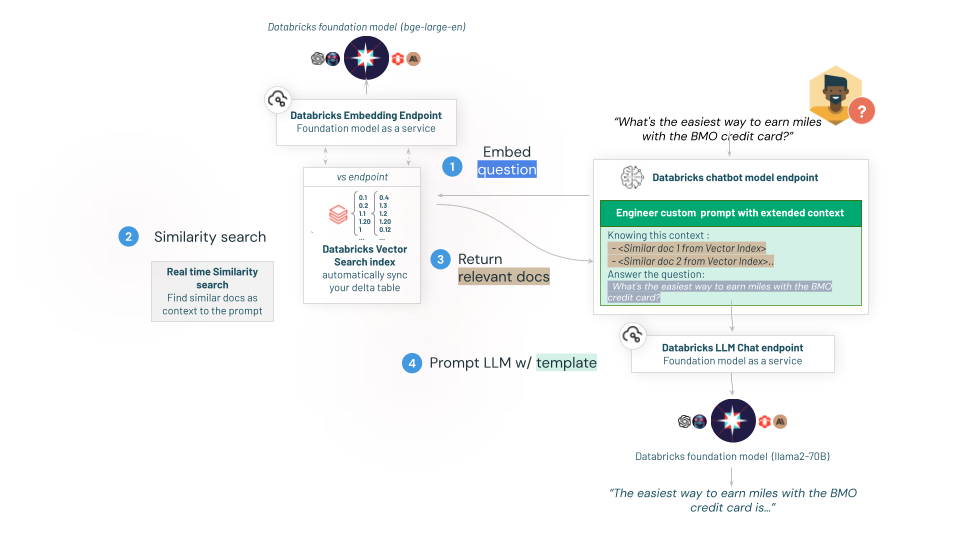 Databricks foundation model (bge-large-en)
Databricks Embedding Endpoint
Foundation model as a service
vs endpoint
0.1 0.4
0.2 1.3
1.1 1.2
1.20 1.20
1 0.12
... ...
Databricks Vector
Search index
automatically sync
your delta table
1
Embed
question
2
Similarity search
Real time Similarity
search
Find similar docs as
context to the prompt
3
Return
relevant docs
4
Prompt LLM w/ template
?
“What's the easiest way to earn miles
with the BMO credit card?”
Databricks chatbot model endpoint
Engineer custom prompt with extended context
Knowing this context :
- <Similar doc 1 from Vector Index>
- <Similar doc 2 from Vector Index>..
Answer the question:
What's the easiest way to earn miles with the BMO
credit card?
Databricks LLM Chat endpoint
Foundation model as a service
Databricks foundation model (llama2-70B)
“The easiest way to earn miles with the BMO
credit card is...”